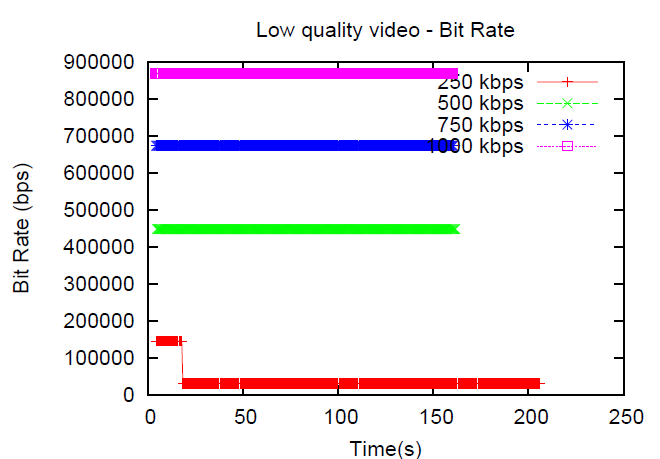 Low quality video - Bit Rate
Bit Rate (bps)
900000
800000
700000
600000
500000
400000
300000
200000
100000
0
250 kbps
500 kbps
750 kbps
1000 kbps
0 50 100 150 200 250
Time(s)